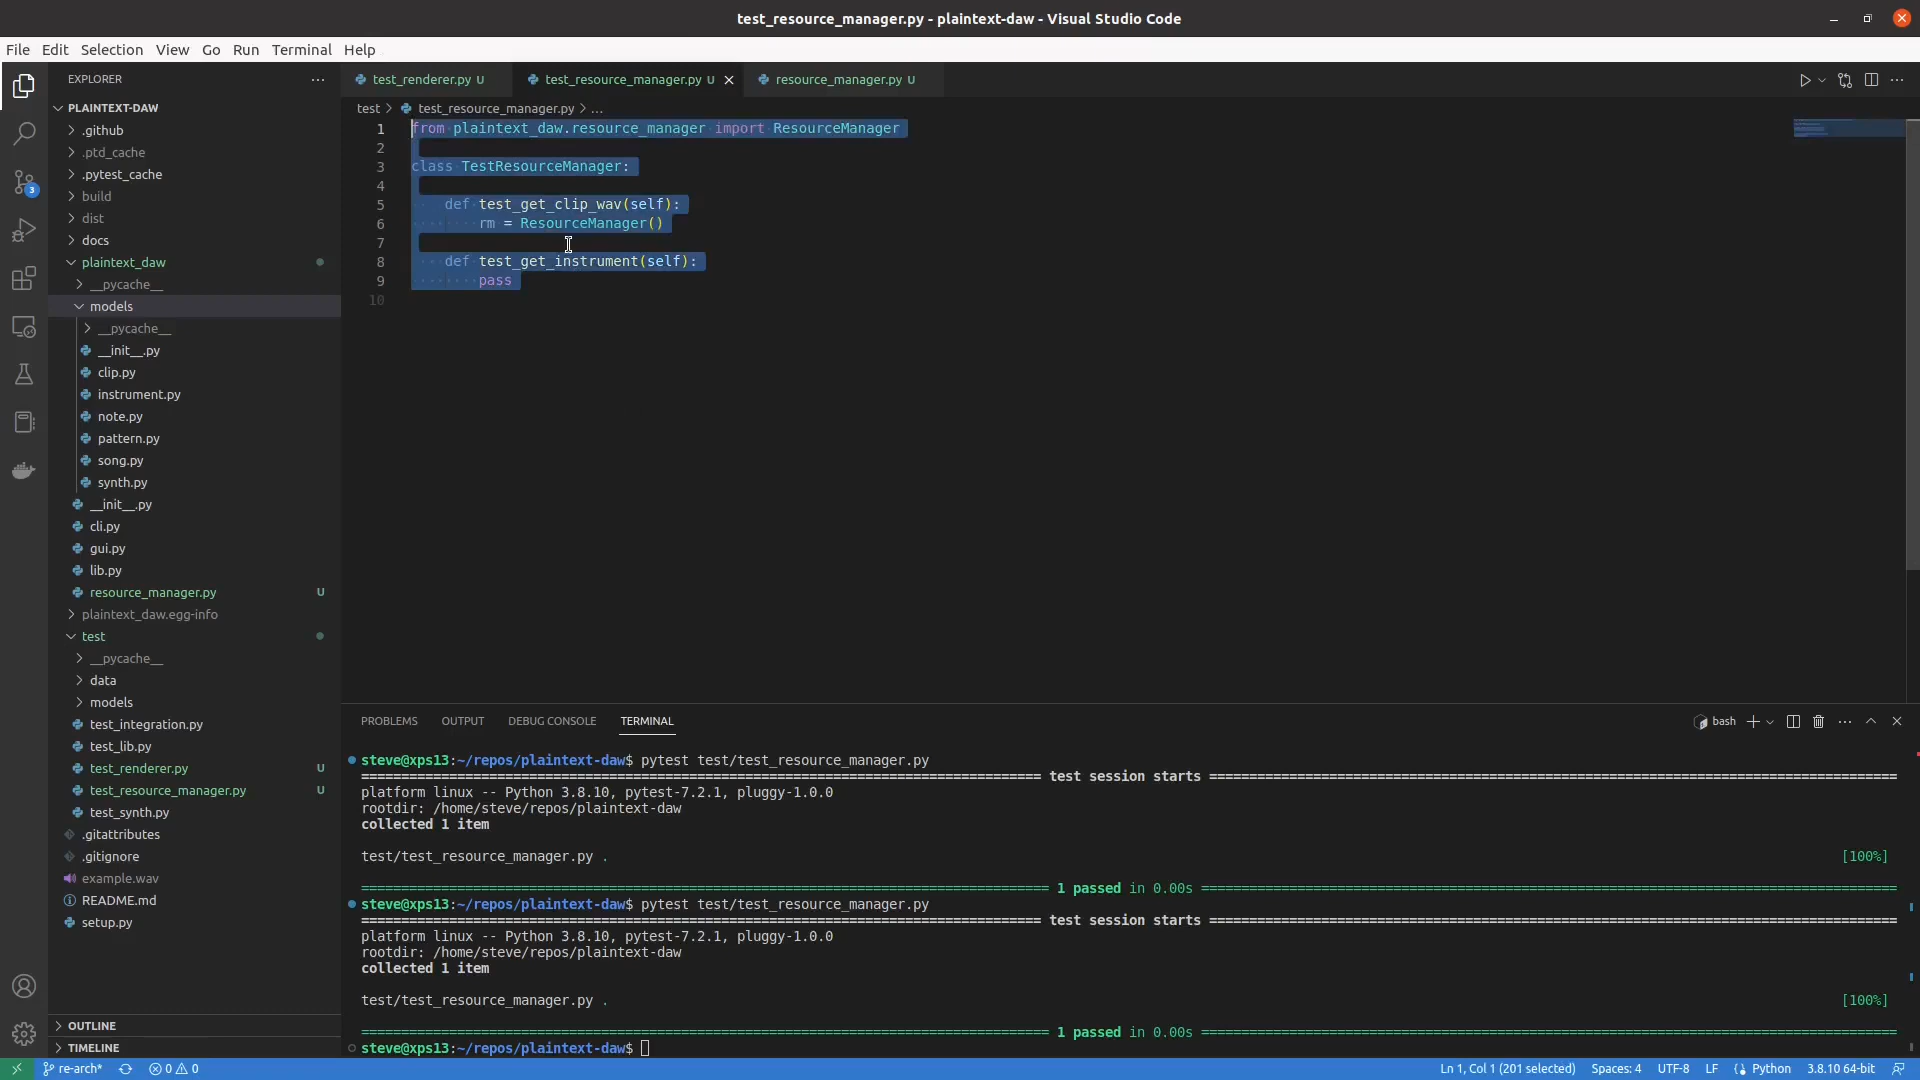 test_resource_manager.py - plaintext-daw - Visual Studio Code
File Edit Selection View Go Run Terminal Help
EXPLORER
PLAINTEXT-DAW
.github
.ptd_cache
.pytest_cache
build
dist
docs
plaintext_daw
__pycache__
models
__pycache__
__init__.py
clip.py
instrument.py
note.py
pattern.py
song.py
synth.py
__init__.py
cli.py
gui.py
lib.py
resource_manager.py U
plaintext_daw.egg-info
test
__pycache__
data
models
test_integration.py
test_lib.py
test_renderer.py U
test_resource_manager.py U
test_synth.py
.gitattributes
.gitignore
example.wav
README.md
setup.py
OUTLINE
TIMELINE
3
test_renderer.py U test_resource_manager.py U resource_manager.py U
test > test_resource_manager.py > ...
1 from plaintext_daw.resource_manager import ResourceManager
2
3 class TestResourceManager:
4
5 def test_get_clip_wav(self):
6 rm = ResourceManager()
7
8 def test_get_instrument(self):
9 pass
10
PROBLEMS OUTPUT DEBUG CONSOLE TERMINAL
bash
steve@xps13:~/repos/plaintext-daw$ pytest test/test_resource_manager.py
test session starts
platform linux -- Python 3.8.10, pytest-7.2.1, pluggy-1.0.0
rootdir: /home/steve/repos/plaintext-daw
collected 1 item
test/test_resource_manager.py . [100%]
1 passed in 0.00s
steve@xps13:~/repos/plaintext-daw$ pytest test/test_resource_manager.py
test session starts
platform linux -- Python 3.8.10, pytest-7.2.1, pluggy-1.0.0
rootdir: /home/steve/repos/plaintext-daw
collected 1 item
test/test_resource_manager.py . [100%]
1 passed in 0.00s
steve@xps13:~/repos/plaintext-daw$
re-arch* 0 0 Ln 1, Col 1 (201 selected) Spaces: 4 UTF-8 LF Python 3.8.10 64-bit